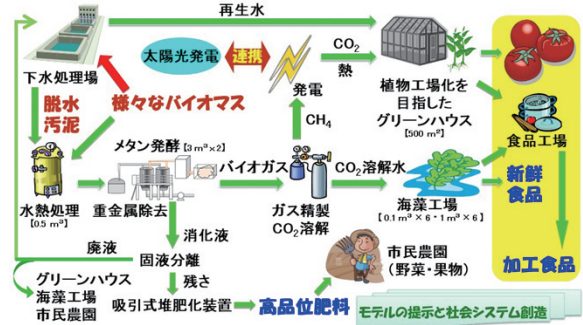 再生水
下水処理場
太陽光発電
連携
発電
CO₂
熱
植物工場化を
目指した
グリーンハウス
[500 m²]
食品工場
脱水
汚泥
様々なバイオマス
CH₄
メタン発酵[3m³×2]
バイオガス
CO₂溶解水
水熱処理
[0.5 m³]
重金属除去
ガス精製
CO₂溶解
海藻工場
[0.1m³×6・1m³×6]
新鮮
食品
消化液
廃液
固液分離
グリーンハウス
海藻工場
市民農園
残さ
吸引式堆肥化装置
高品位肥料
市民農園
(野菜・果物)
加工食品
モデルの提示と社会システム創造